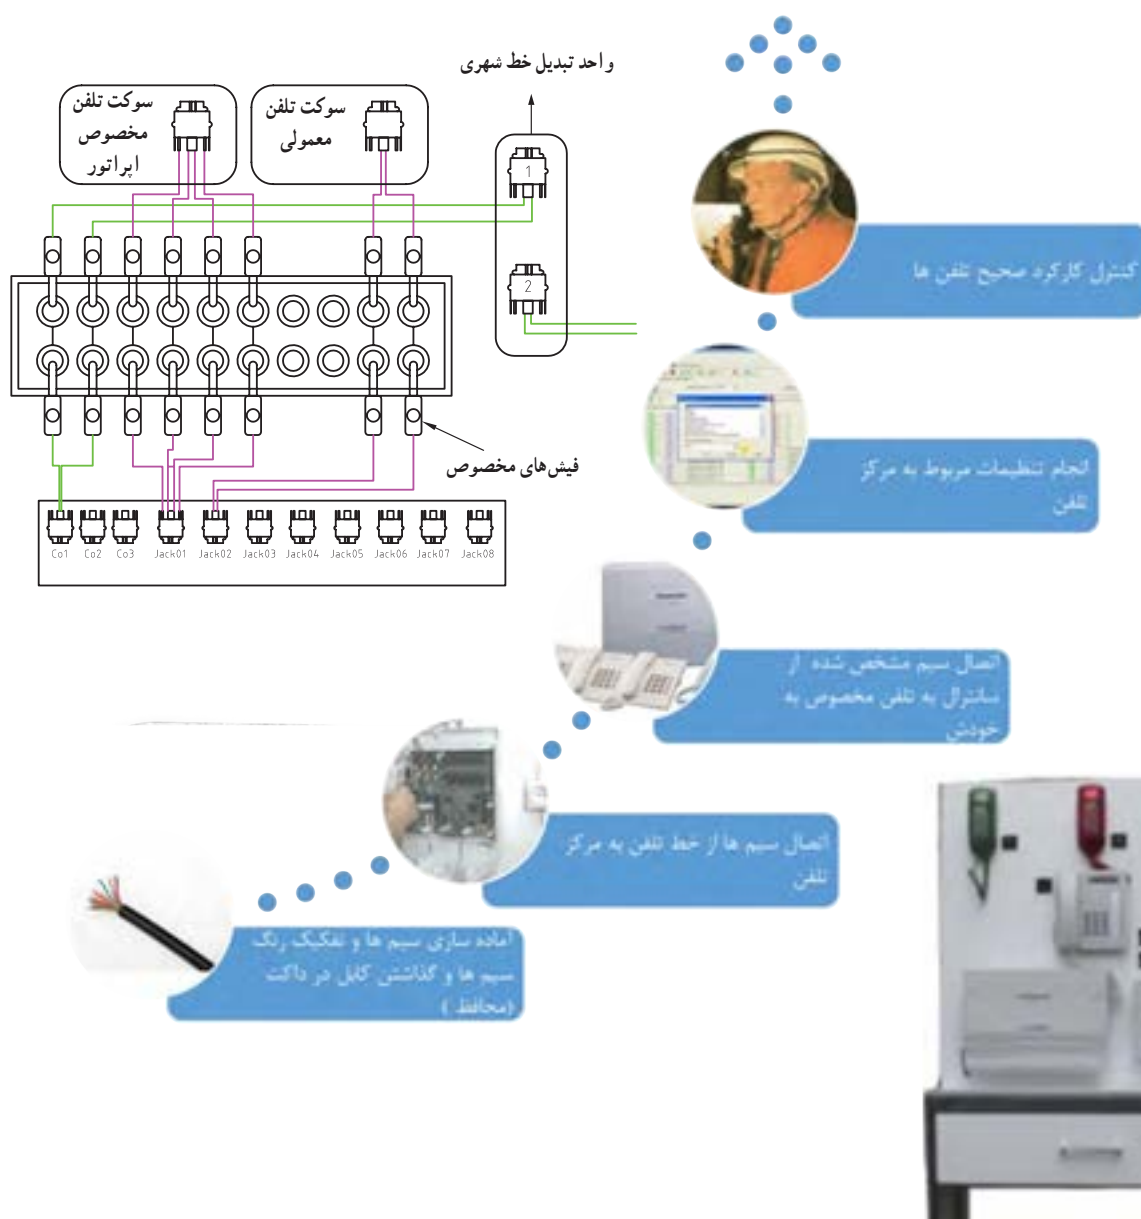 واحد تبدیل خط شهری
سوکت تلفن
مخصوص
اپراتور
سوکت تلفن
معمولی
1
2
فیش‌های مخصوص
Co1 Co2 Co3 Jack01 Jack02 Jack03 Jack04 Jack05 Jack06 Jack07 Jack08
کنترل کارکرد صحیح تلفن ها
انجام تنظیمات مربوط به مرکز
تلفن
اتصال سیم مشخص شده از
سانترال به تلفن مخصوص به
خودش
اتصال سیم ها از خط تلفن به مرکز
تلفن
آماده سازی سیم ها و تفکیک رنگ
سیم ها و گذاشتن کابل در داکت
(محافظ )